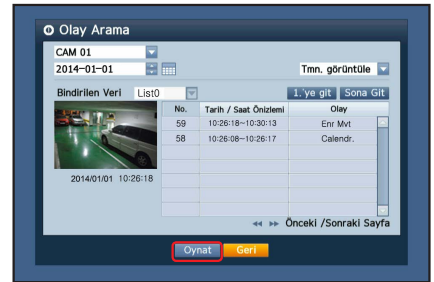 Olay Arama
CAM 01
2014-01-01
Tmn. görüntüle
Bindirilen Veri List0
1.'ye git Sona Git
No. Tarih / Saat Önizlemi Olay
59 10:26:18~10:30:13 Enr Mvt
58 10:26:08~10:26:17 Calendr.
2014/01/01 10:26:18
Önceki /Sonraki Sayfa
Oynat Geri